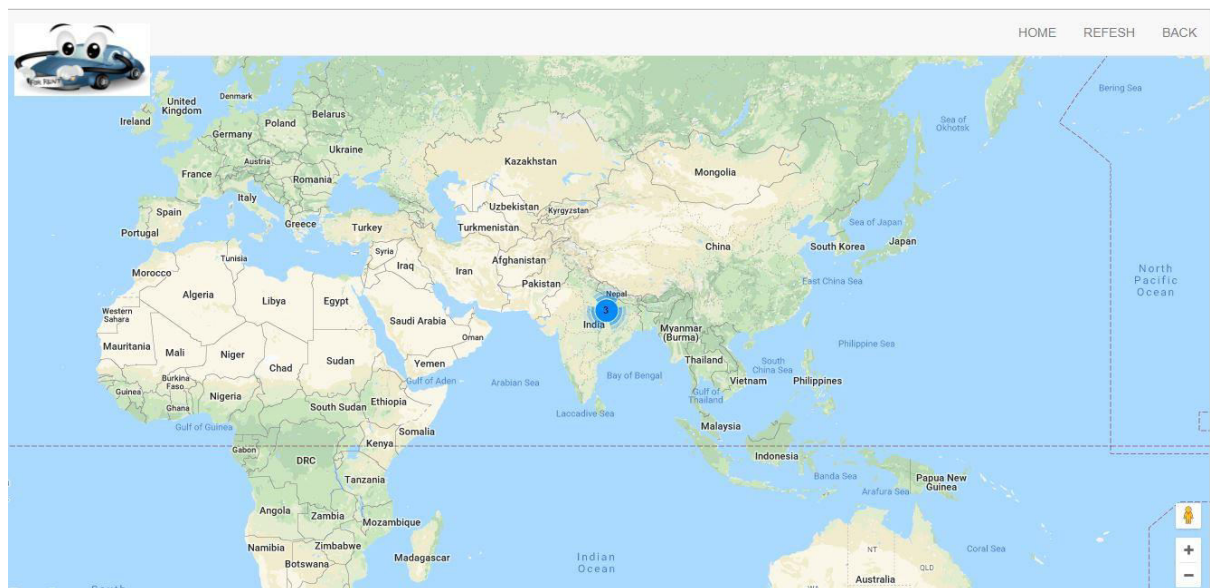 HOME REFESH BACK
FOR RENT
United
Kingdom
Ireland
Denmark
Belarus
Poland
Germany
Ukraine
Austria
France
Romania
Italy
Spain
Portugal
Greece
Turkey
Kazakhstan
Mongolia
Uzbekistan
Kyrgyzstan
Turkmenistan
Bering Sea
Sea of
Okhotsk
Sea of Japan
Japan
South Korea
China
East China Sea
Tunisia
Syria
Iraq
Iran
Afghanistan
Pakistan
Nepal
3
India
Morocco
Algeria
Libya
Egypt
Saudi Arabia
Oman
Western
Sahara
Mauritania
Mali
Niger
Chad
Sudan
Yemen
Gulf of Aden
Arabian Sea
Bay of Bengal
Myanmar
(Burma)
Thailand
South
China Sea
Vietnam
Philippines
Philippine Sea
North
Pacific
Ocean
Burkina
Faso
Guinea
Ghana
Nigeria
South Sudan
Ethiopia
Gulf of
Thailand
Laccadive Sea
Gulf of Guinea
Somalia
Malaysia
Gabon
Kenya
DRC
Indonesia
Tanzania
Banda Sea
Papua New
Guinea
Arafura Sea
Angola
Zambia
Mozambique
Namibia
Zimbabwe
Madagascar
Botswana
Indian
Ocean
NT
Coral Sea
QLD
Australia
WA
South
+
−